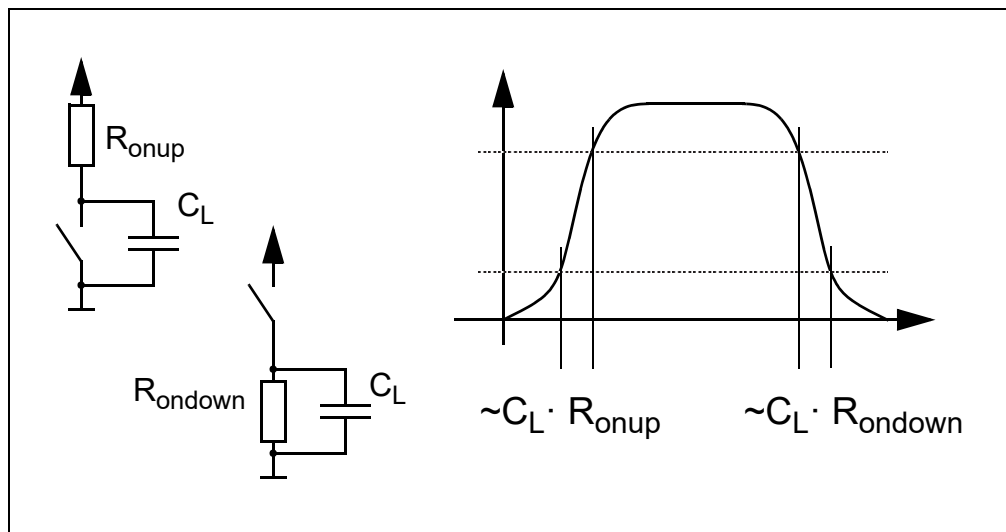 R_onup
C_L
R_ondown
C_L
~C_L· R_onup
~C_L· R_ondown